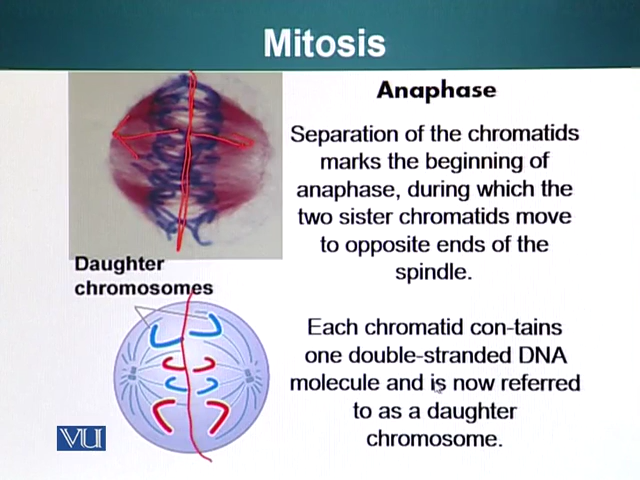 Mitosis
Anaphase
Separation of the chromatids
marks the beginning of
anaphase, during which the
two sister chromatids move
to opposite ends of the
spindle.
Daughter
chromosomes
Each chromatid con-tains
one double-stranded DNA
molecule and is now referred
to as a daughter
chromosome.
VU